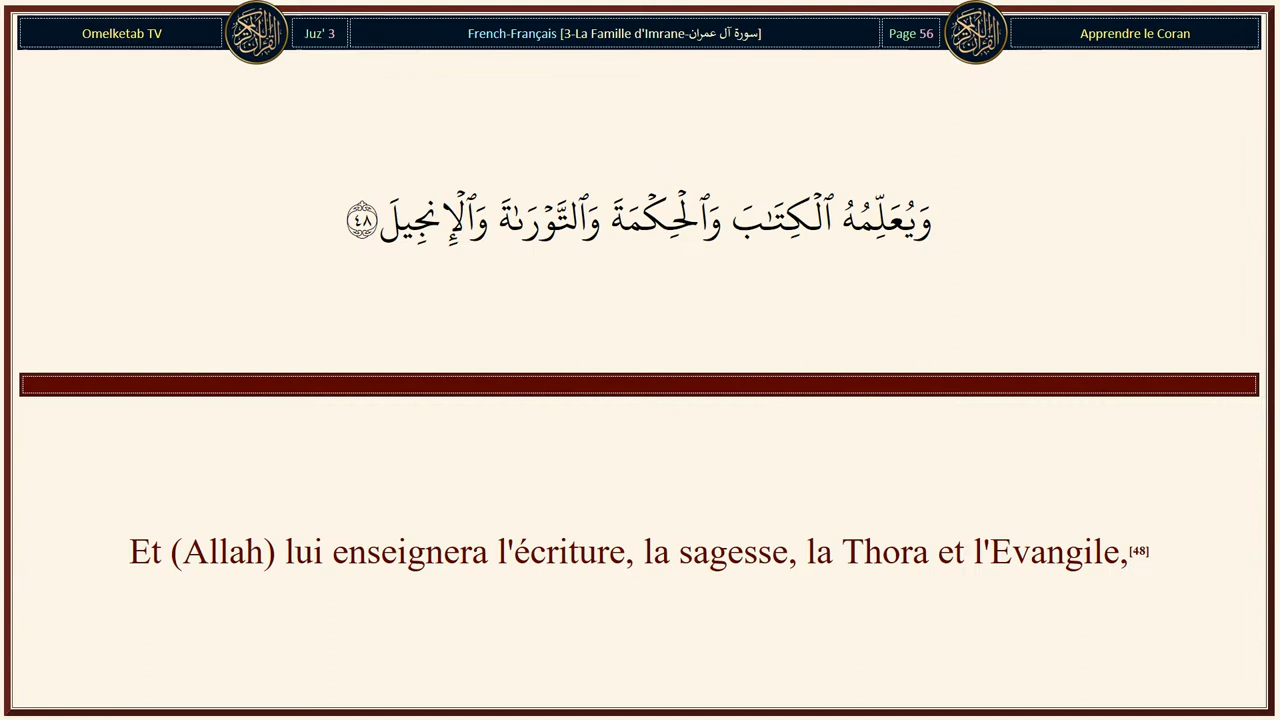 Omelketab TV
Juz' 3
French-Français [3-La Famille d'Imrane-سورة آل عمران]
Page 56
Apprendre le Coran
وَيُعَلِّمُهُ ٱلْكِتَـٰبَ وَٱلْحِكْمَةَ وَٱلتَّوْرَىٰةَ وَٱلْإِنجِيلَ ٤٨
Et (Allah) lui enseignera l'écriture, la sagesse, la Thora et l'Evangile,[48]